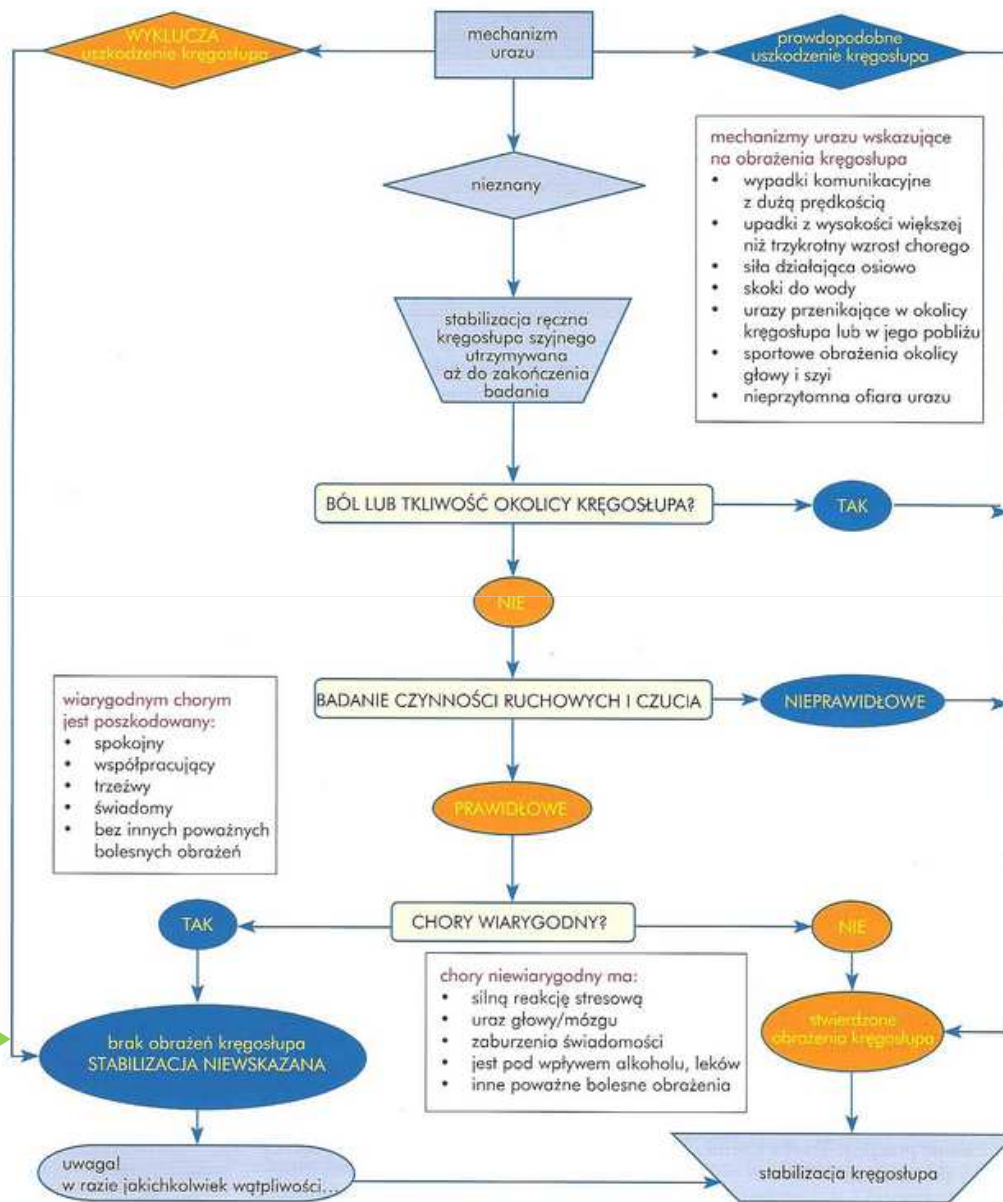 WYKLUCZA
uszkodzenie kręgosłupa
mechanizm
urazu
prawdopodobne
uszkodzenie kręgosłupa
mechanizmy urazu wskazujące
na obrażenia kręgosłupa
• wypadki komunikacyjne
z dużą prędkością
• upadki z wysokości większej
niż trzykrotny wzrost chorego
• siła działająca osiowo
• skoki do wody
• urazy przenikające w okolicy
kręgosłupa lub w jego pobliżu
• sportowe obrażenia okolicy
głowy i szyi
• nieprzytomna ofiara urazu
nieznany
stabilizacja ręczna
kręgosłupa szyjnego
utrzymywana
aż do zakończenia
badania
BÓL LUB TKLIWOŚĆ OKOLICY KRĘGOSŁUPA?
TAK
NIE
BADANIE CZYNNOŚCI RUCHOWYCH I CZUCIA
NIEPRAWIDŁOWE
wiarygodnym chorym
jest poszkodowany:
• spokojny
• współpracujący
• trzeźwy
• świadomy
• bez innych poważnych
bolesnych obrażeń
PRAWIDŁOWE
TAK
CHORY WIARYGODNY?
NIE
chory niewiarygodny ma:
• silną reakcję stresową
• uraz głowy/mózgu
• zaburzenia świadomości
• jest pod wpływem alkoholu, leków
• inne poważne bolesne obrażenia
brak obrażeń kręgosłupa
STABILIZACJA NIEWSKAZANA
stwierdzone
obrażenia kręgosłupa
uwaga!
w razie jakichkolwiek wątpliwości...
stabilizacja kręgosłupa